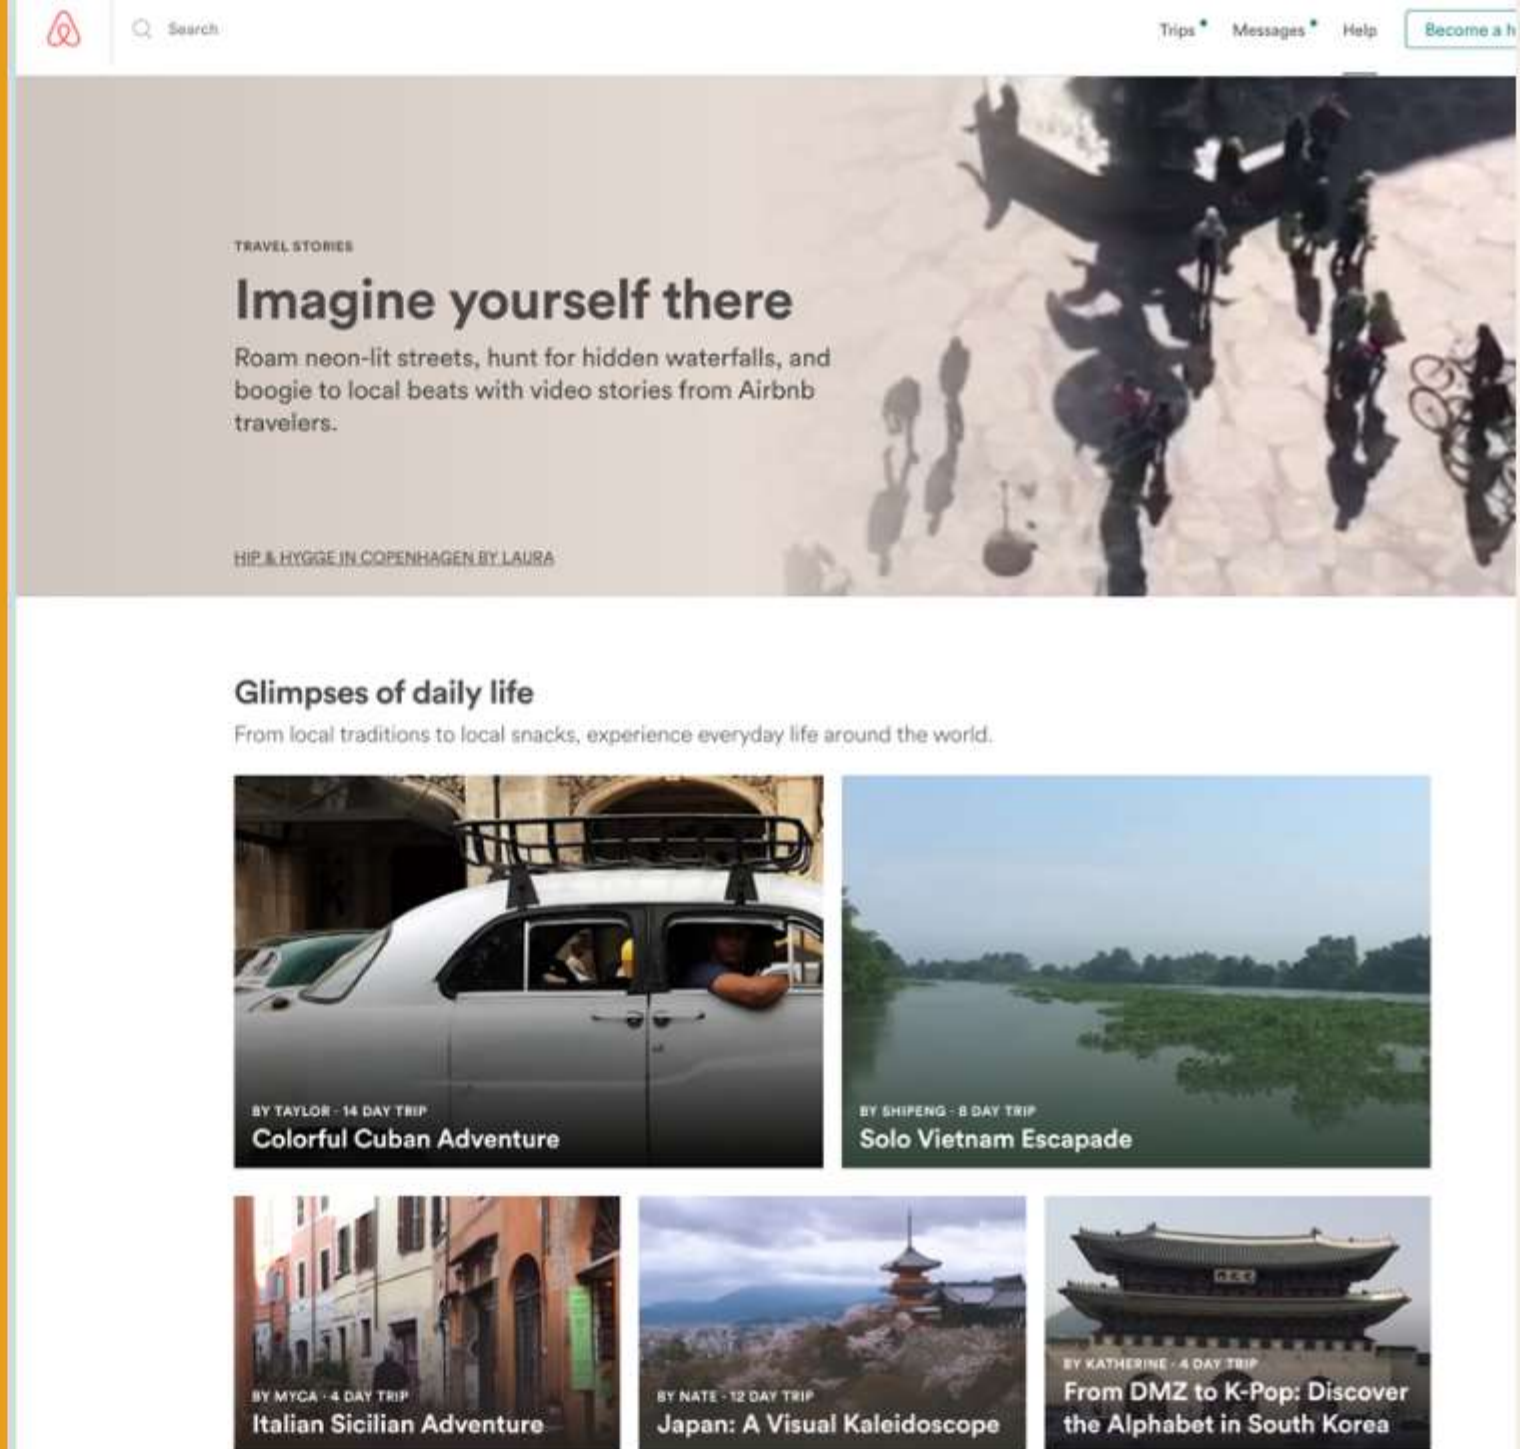 Search
Trips
Messages
Help
Become a h
TRAVEL STORIES
Imagine yourself there
Roam neon-lit streets, hunt for hidden waterfalls, and
boogie to local beats with video stories from Airbnb
travelers.
HIP & HYGGE IN COPENHAGEN BY LAURA
Glimpses of daily life
From local traditions to local snacks, experience everyday life around the world.
BY TAYLOR · 14 DAY TRIP
Colorful Cuban Adventure
BY SHIPENG · 8 DAY TRIP
Solo Vietnam Escapade
BY MYCA · 4 DAY TRIP
Italian Sicilian Adventure
BY NATE · 12 DAY TRIP
Japan: A Visual Kaleidoscope
BY KATHERINE · 4 DAY TRIP
From DMZ to K-Pop: Discover
the Alphabet in South Korea